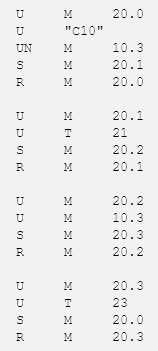 U M 20.0
U "C10"
UN M 10.3
S M 20.1
R M 20.0
U M 20.1
U T 21
S M 20.2
R M 20.1
U M 20.2
U M 10.3
S M 20.3
R M 20.2
U M 20.3
U T 23
S M 20.0
R M 20.3